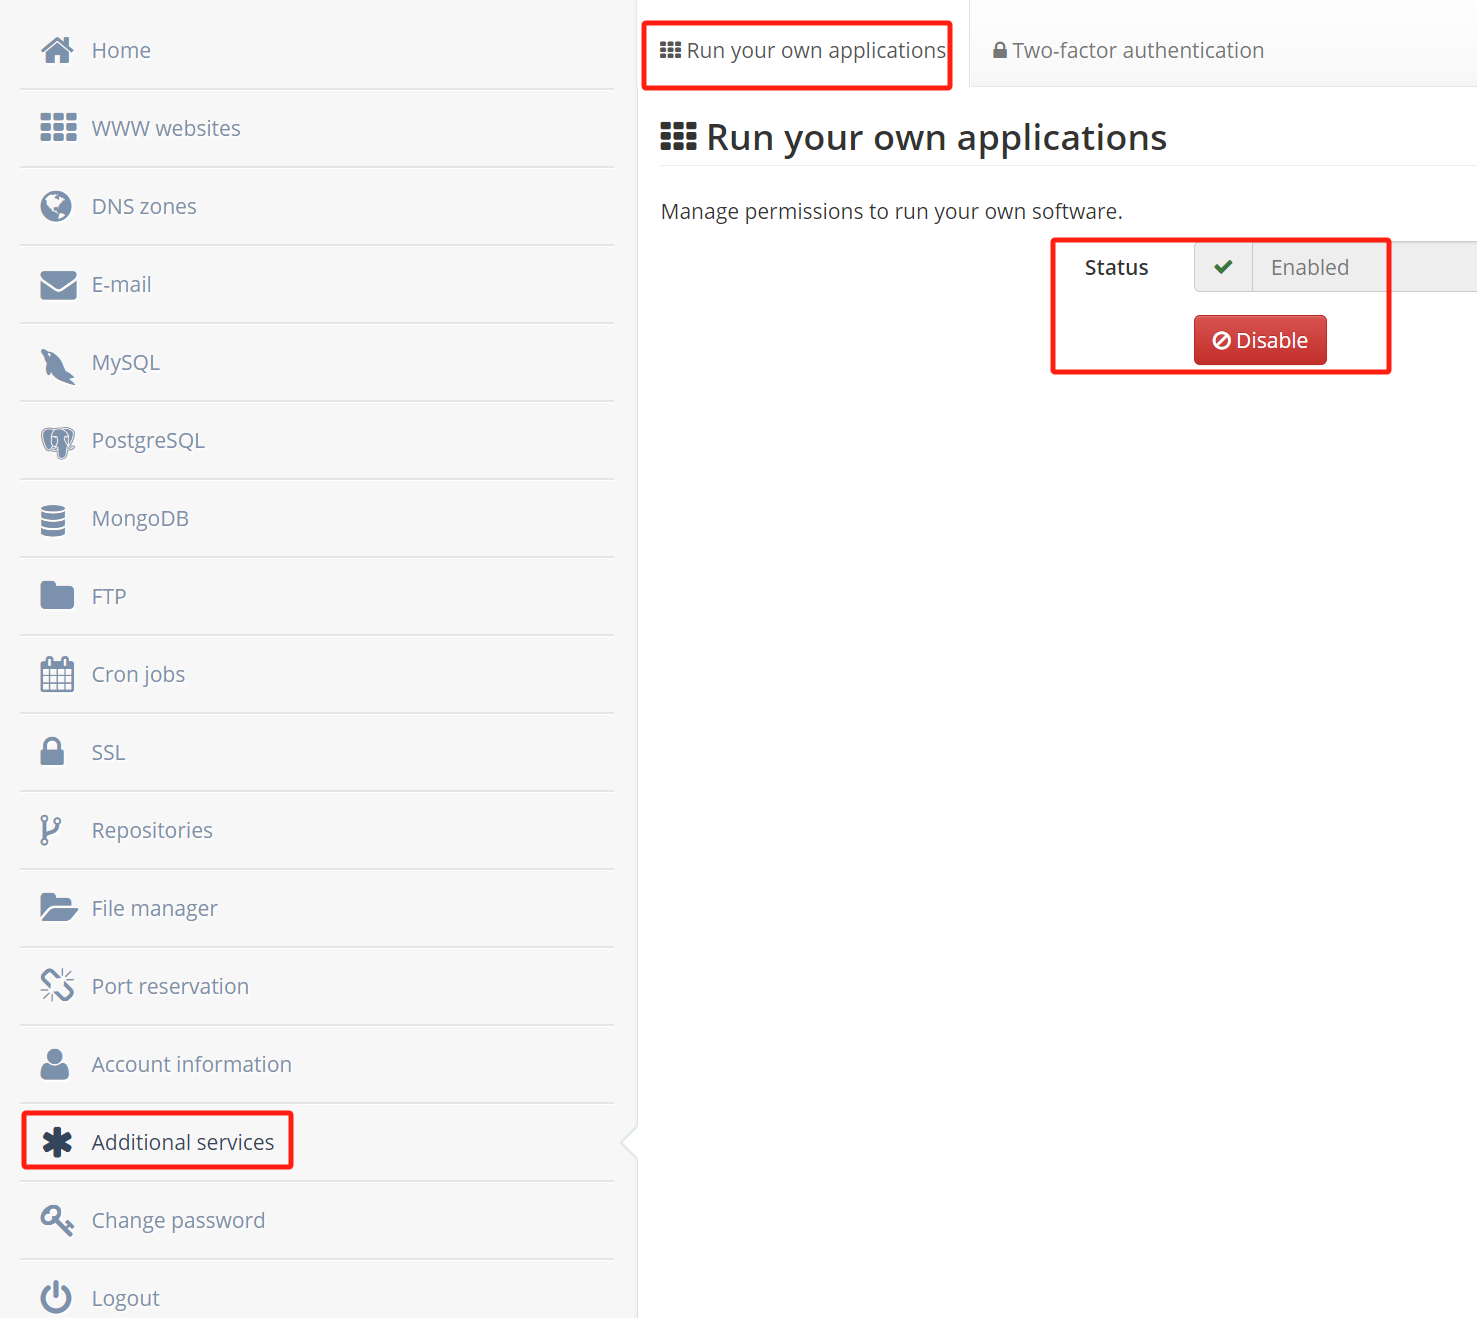 Home
WWW websites
DNS zones
E-mail
MySQL
PostgreSQL
MongoDB
FTP
Cron jobs
SSL
Repositories
File manager
Port reservation
Account information
Additional services
Change password
Logout
Run your own applications
Two-factor authentication
Run your own applications
Manage permissions to run your own software.
Status Enabled
Disable